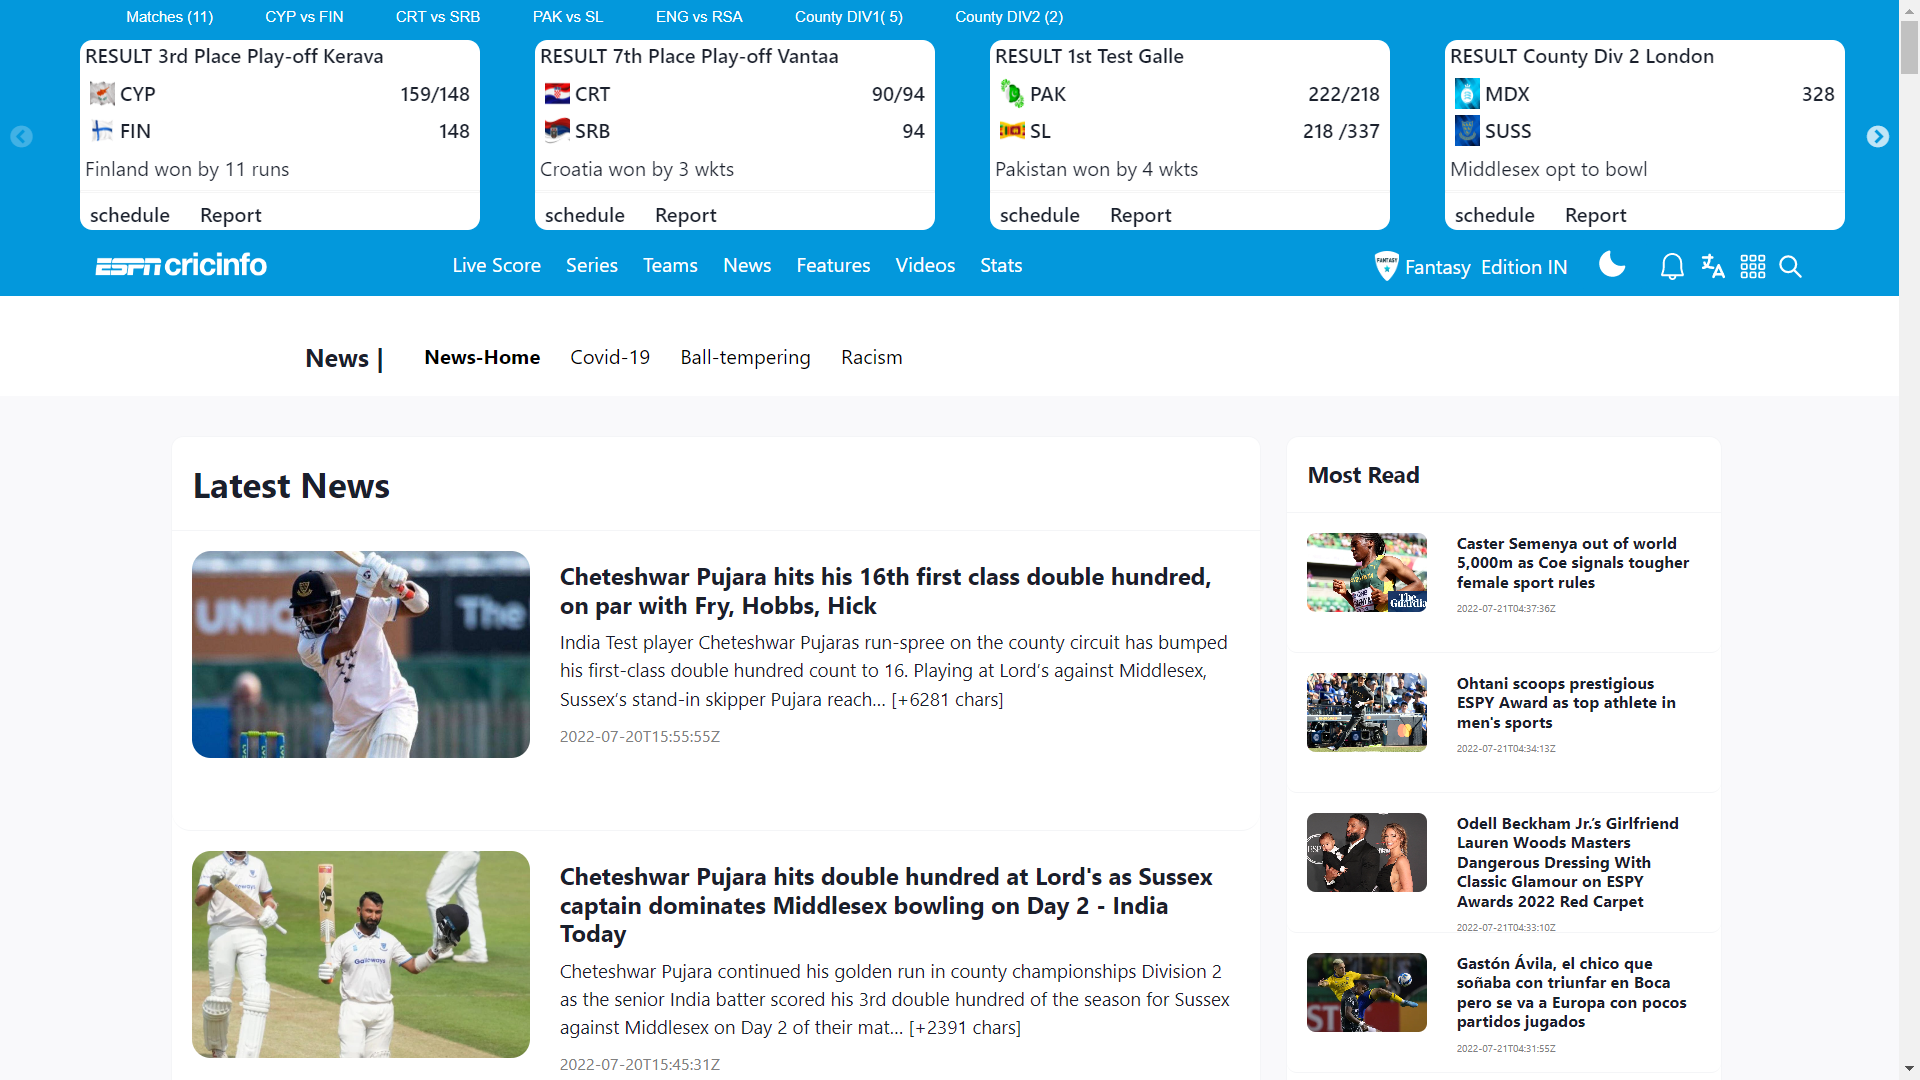 Matches (11) CYP vs FIN CRT vs SRB PAK vs SL ENG vs RSA County DIV1( 5) County DIV2 (2)
RESULT 3rd Place Play-off Kerava
CYP 159/148
FIN 148
Finland won by 11 runs
schedule Report
RESULT 7th Place Play-off Vantaa
CRT 90/94
SRB 94
Croatia won by 3 wkts
schedule Report
RESULT 1st Test Galle
PAK 222/218
SL 218 /337
Pakistan won by 4 wkts
schedule Report
RESULT County Div 2 London
MDX 328
SUSS
Middlesex opt to bowl
schedule Report
ESPN cricinfo Live Score Series Teams News Features Videos Stats FANTASY Fantasy Edition IN
News | News-Home Covid-19 Ball-tempering Racism
Latest News
UNIQ The
Cheteshwar Pujara hits his 16th first class double hundred,
on par with Fry, Hobbs, Hick
India Test player Cheteshwar Pujaras run-spree on the county circuit has bumped
his first-class double hundred count to 16. Playing at Lord’s against Middlesex,
Sussex’s stand-in skipper Pujara reach… [+6281 chars]
2022-07-20T15:55:55Z
Cheteshwar Pujara hits double hundred at Lord's as Sussex
captain dominates Middlesex bowling on Day 2 - India
Today
Cheteshwar Pujara continued his golden run in county championships Division 2
as the senior India batter scored his 3rd double hundred of the season for Sussex
against Middlesex on Day 2 of their mat… [+2391 chars]
2022-07-20T15:45:31Z
Most Read
The
Guardia
Caster Semenya out of world
5,000m as Coe signals tougher
female sport rules
2022-07-21T04:37:36Z
Ohtani scoops prestigious
ESPY Award as top athlete in
men's sports
2022-07-21T04:34:13Z
Odell Beckham Jr.’s Girlfriend
Lauren Woods Masters
Dangerous Dressing With
Classic Glamour on ESPY
Awards 2022 Red Carpet
2022-07-21T04:33:10Z
Gastón Ávila, el chico que
soñaba con triunfar en Boca
pero se va a Europa con pocos
partidos jugados
2022-07-21T04:31:55Z